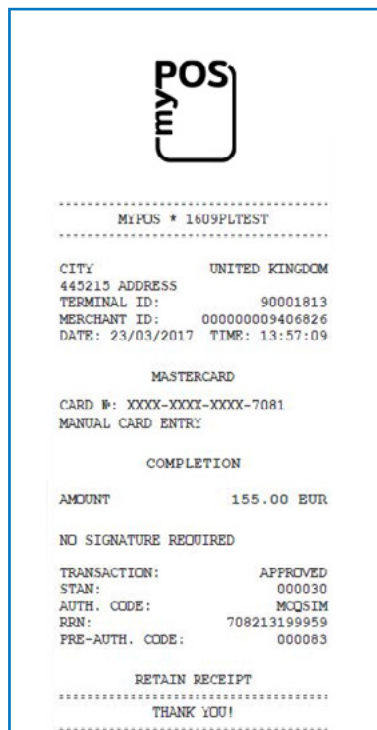 myPOS
MYPOS * 1609PLTEST
CITY UNITED KINGDOM
445215 ADDRESS
TERMINAL ID: 90001813
MERCHANT ID: 000000009406826
DATE: 23/03/2017 TIME: 13:57:09
MASTERCARD
CARD №: XXXX-XXXX-XXXX-7081
MANUAL CARD ENTRY
COMPLETION
AMOUNT 155.00 EUR
NO SIGNATURE REQUIRED
TRANSACTION: APPROVED
STAN: 000030
AUTH. CODE: MCQSIM
RRN: 708213199959
PRE-AUTH. CODE: 000083
RETAIN RECEIPT
THANK YOU!